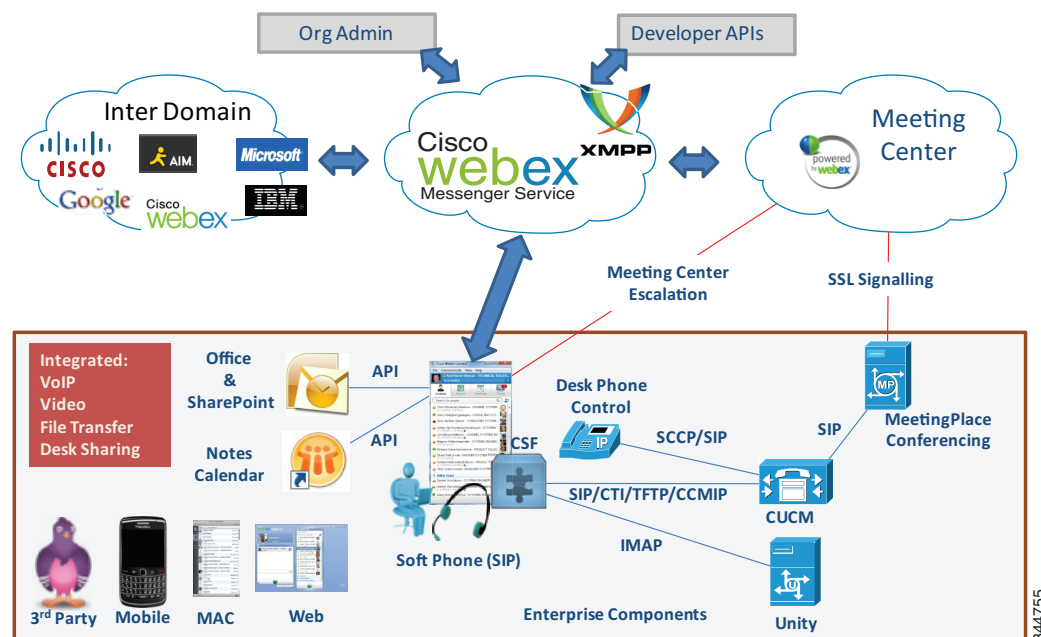 Org Admin
Developer APIs
Inter Domain
CISCO
AIM
Microsoft
Google
Cisco
webex
IBM
Cisco
webex
Messenger Service
XMPP
Meeting
Center
powered
by webex
Meeting Center
Escalation
SSL Signalling
Integrated:
VoIP
Video
File Transfer
Desk Sharing
Office
&
SharePoint
API
Notes
Calendar
API
CSF
Desk Phone
Control
IP
SCCP/SIP
SIP
MP
MeetingPlace
Conferencing
SIP/CTI/TFTP/CCMIP
CUCM
IMAP
Soft Phone (SIP)
U
Unity
Enterprise Components
3rd Party
Mobile
MAC
Web
344755